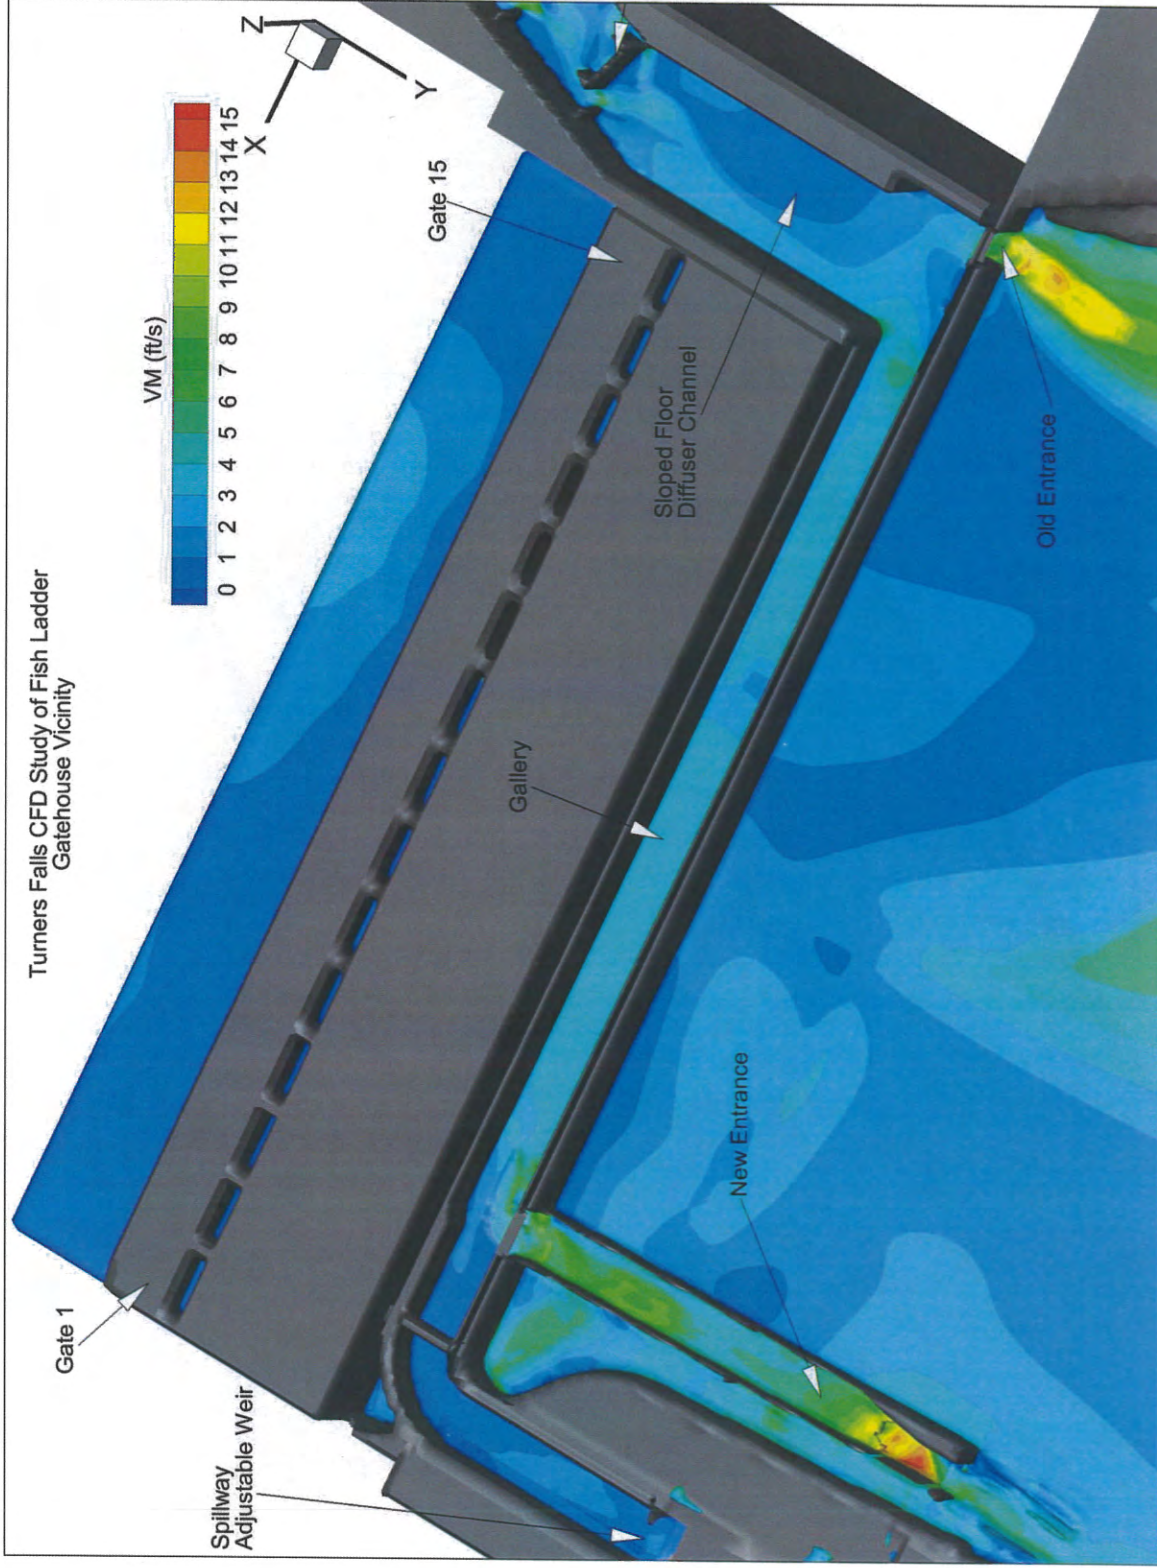 Turners Falls CFD Study of Fish Ladder
Gatehouse Vicinity
VM (ft/s)
0 1 2 3 4 5 6 7 8 9 10 11 12 13 14 15
Z
X
Y
Gate 1
Gate 15
Spillway
Adjustable Weir
Gallery
Sloped Floor
Diffuser Channel
New Entrance
Old Entrance